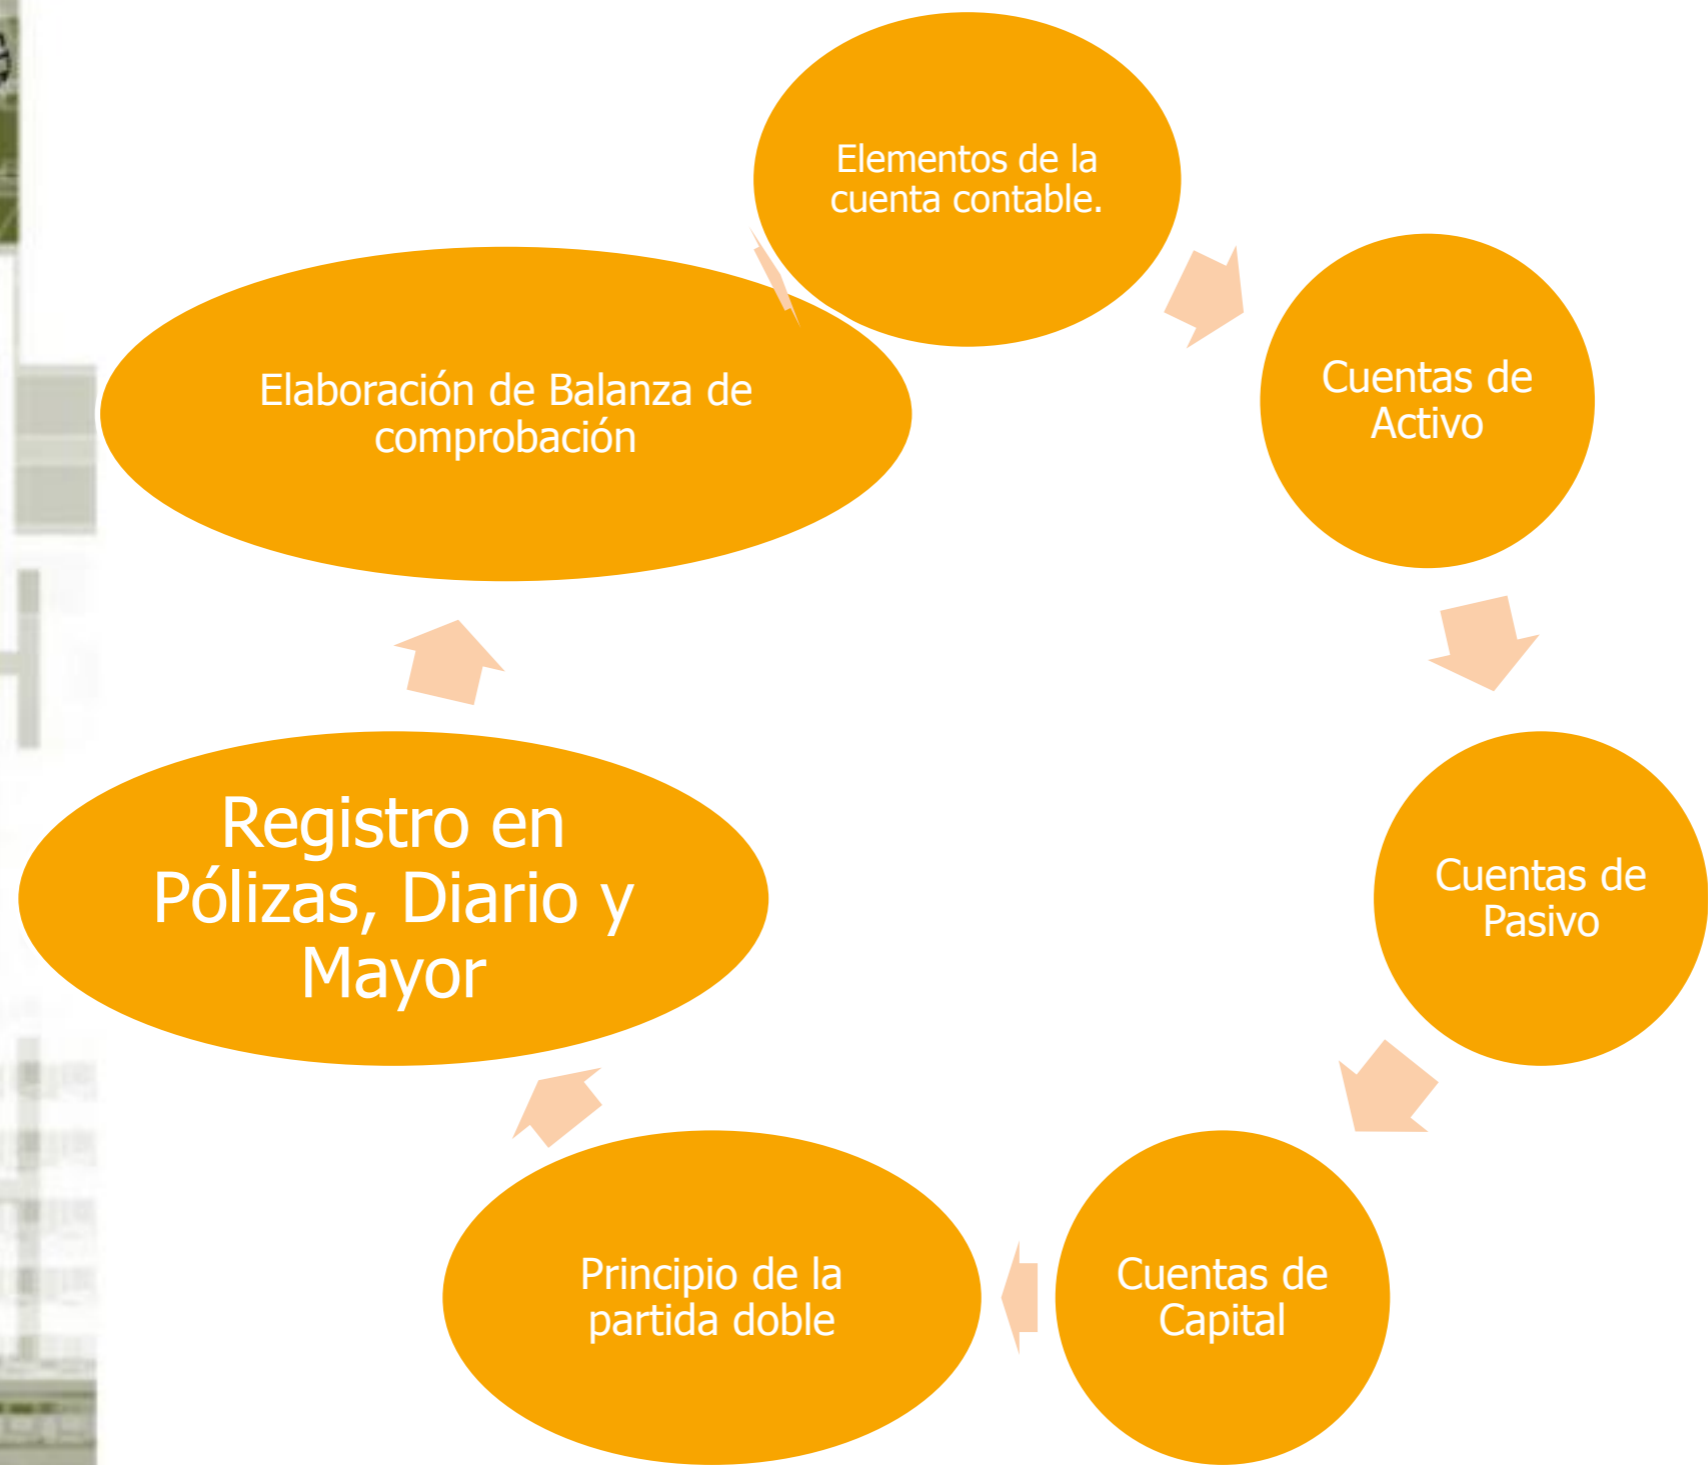 Elementos de la
cuenta contable.
Cuentas de
Activo
Cuentas de
Pasivo
Cuentas de
Capital
Principio de la
partida doble
Registro en
Pólizas, Diario y
Mayor
Elaboración de Balanza de
comprobación